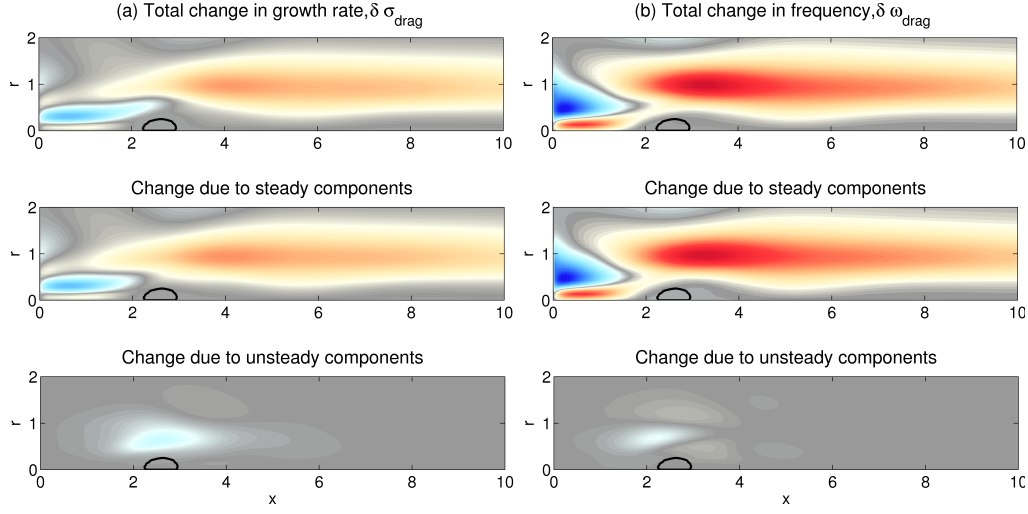 (a) Total change in growth rate,δ σdrag
2
1
0
r
0 2 4 6 8 10
x
(b) Total change in frequency,δ ωdrag
2
1
0
r
0 2 4 6 8 10
x
Change due to steady components
2
1
0
r
0 2 4 6 8 10
x
Change due to steady components
2
1
0
r
0 2 4 6 8 10
x
Change due to unsteady components
2
1
0
r
0 2 4 6 8 10
x
Change due to unsteady components
2
1
0
r
0 2 4 6 8 10
x